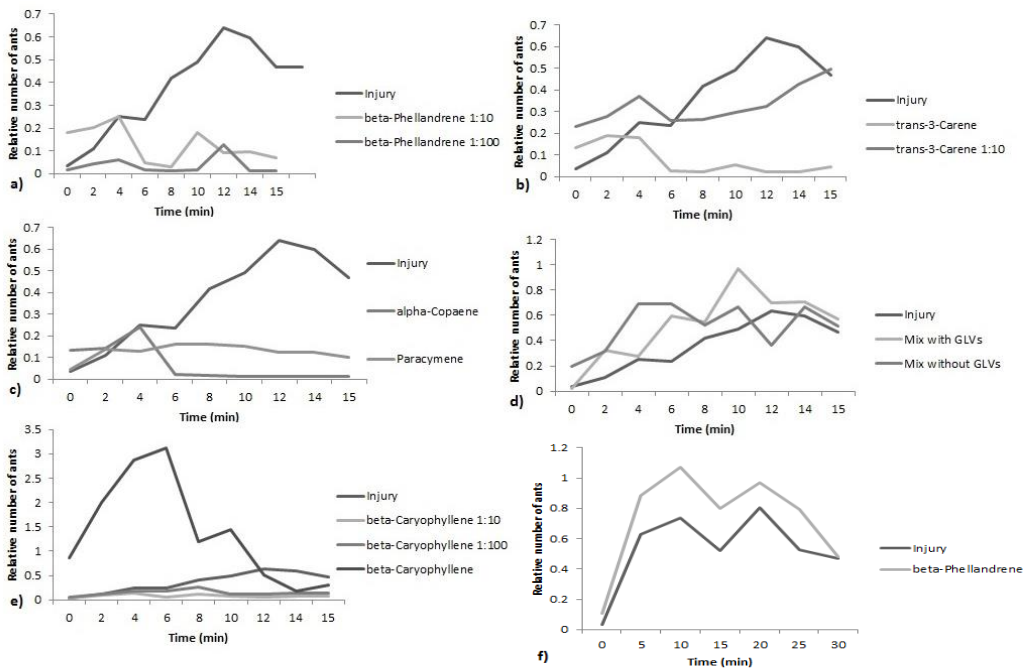 0.7
0.6
0.5
0.4
0.3
0.2
0.1
0
Relative number of ants
0 2 4 6 8 10 12 14 15
Time (min)
Injury
beta-Phellandrene 1:10
beta-Phellandrene 1:100
a)
0.7
0.6
0.5
0.4
0.3
0.2
0.1
0
Relative number of ants
0 2 4 6 8 10 12 14 15
Time (min)
Injury
trans-3-Carene
trans-3-Carene 1:10
b)
0.7
0.6
0.5
0.4
0.3
0.2
0.1
0
Relative number of ants
0 2 4 6 8 10 12 14 15
Time (min)
Injury
alpha-Copaene
Paracymene
c)
1.2
1
0.8
0.6
0.4
0.2
0
Relative number of ants
0 2 4 6 8 10 12 14 15
Time (min)
Injury
Mix with GLVs
Mix without GLVs
d)
3.5
3
2.5
2
1.5
1
0.5
0
Relative number of ants
0 2 4 6 8 10 12 14 15
Time (min)
Injury
beta-Caryophyllene 1:10
beta-Caryophyllene 1:100
beta-Caryophyllene
e)
1.2
1
0.8
0.6
0.4
0.2
0
Relative number of ants
0 5 10 15 20 25 30
Time (min)
Injury
beta-Phellandrene
f)